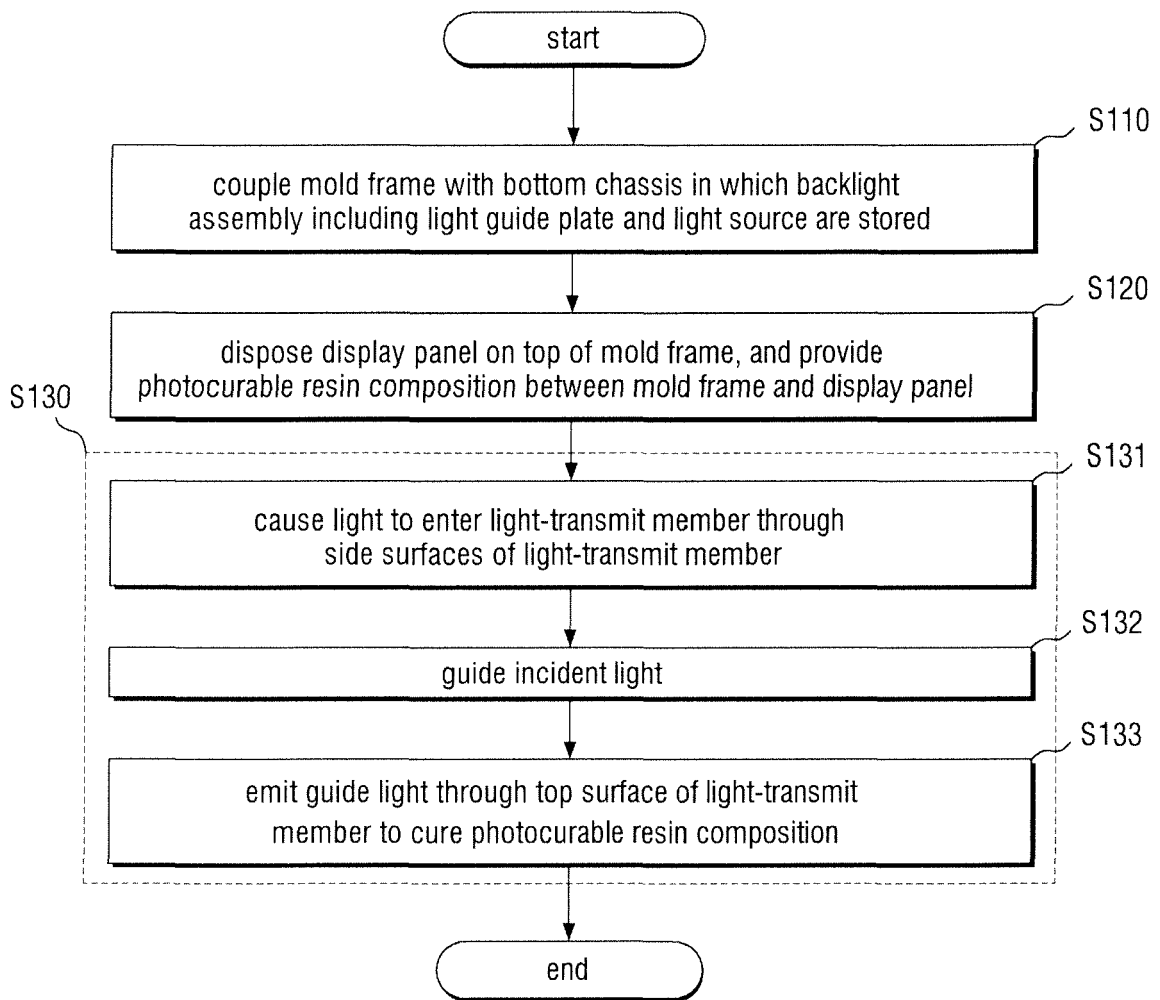 start
S110
couple mold frame with bottom chassis in which backlight
assembly including light guide plate and light source are stored
S120
dispose display panel on top of mold frame, and provide
photocurable resin composition between mold frame and display panel
S130
S131
cause light to enter light-transmit member through
side surfaces of light-transmit member
S132
guide incident light
S133
emit guide light through top surface of light-transmit
member to cure photocurable resin composition
end